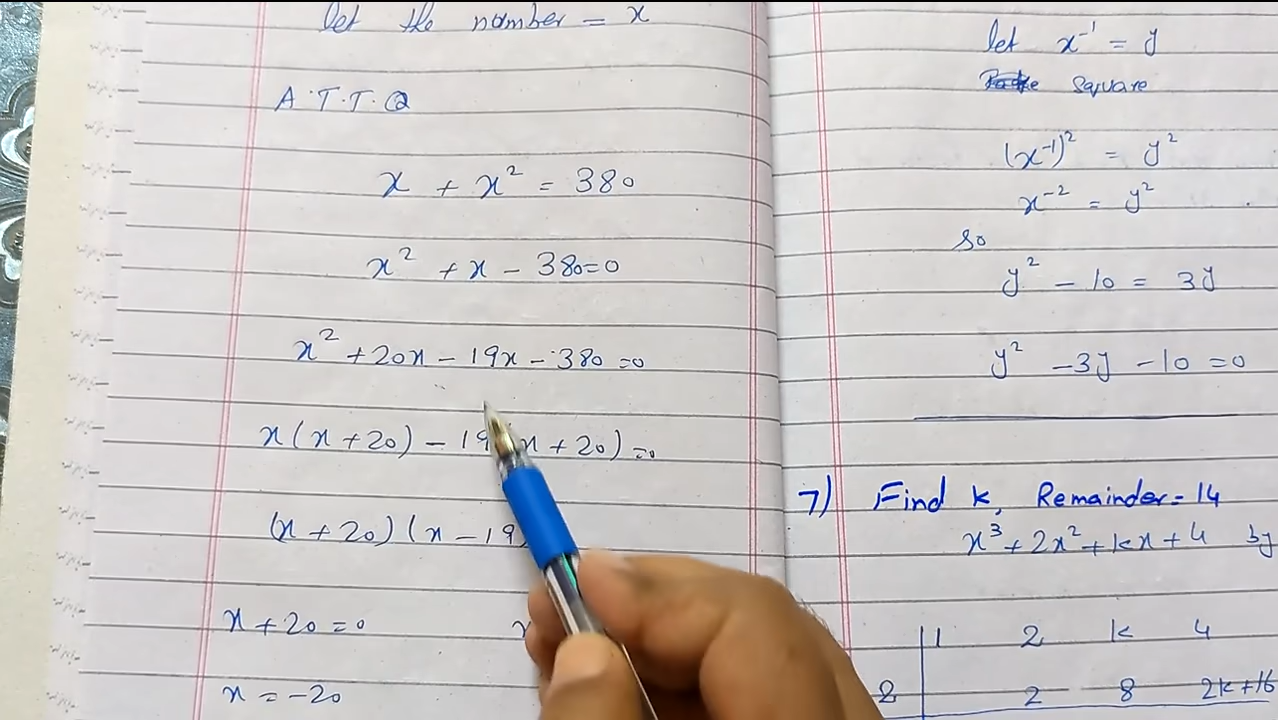 let the number = x
A.T.T.Q
x + x² = 380
x² + x - 380=0
x² + 20x - 19x - 380 = 0
x(x + 20) - 19 x + 20) = 0
(x + 20) (x - 19
x + 20 = 0
x = -20
let x⁻¹ = y
square
(x⁻¹)² = y²
x⁻² = y²
so
y² - 10 = 3y
y² - 3y - 10 = 0
7) Find k, Remainder = 14
x³ + 2x² + kx + 4 by
1 2 k 4
2 2 8 2k+16